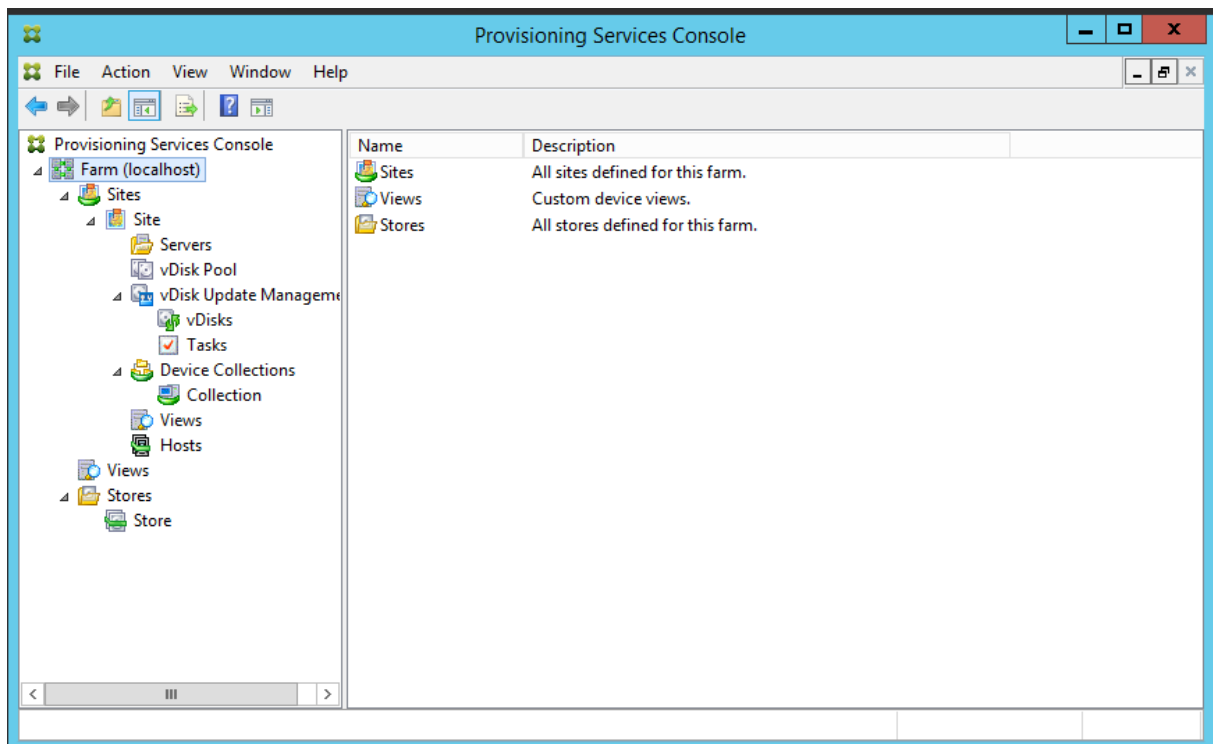 Provisioning Services Console
File Action View Window Help
Provisioning Services Console
Farm (localhost)
Sites
Site
Servers
vDisk Pool
vDisk Update Manageme
vDisks
Tasks
Device Collections
Collection
Views
Hosts
Views
Stores
Store
Name Description
Sites All sites defined for this farm.
Views Custom device views.
Stores All stores defined for this farm.